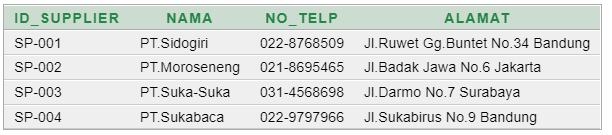 ID_SUPPLIER NAMA NO_TELP ALAMAT
SP-001 PT.Sidogiri 022-8768509 Jl.Ruwet Gg.Buntet No.34 Bandung
SP-002 PT.Moroseneng 021-8695465 Jl.Badak Jawa No.6 Jakarta
SP-003 PT.Suka-Suka 031-4568698 Jl.Darmo No.7 Surabaya
SP-004 PT.Sukabaca 022-9797966 Jl.Sukabirus No.9 Bandung